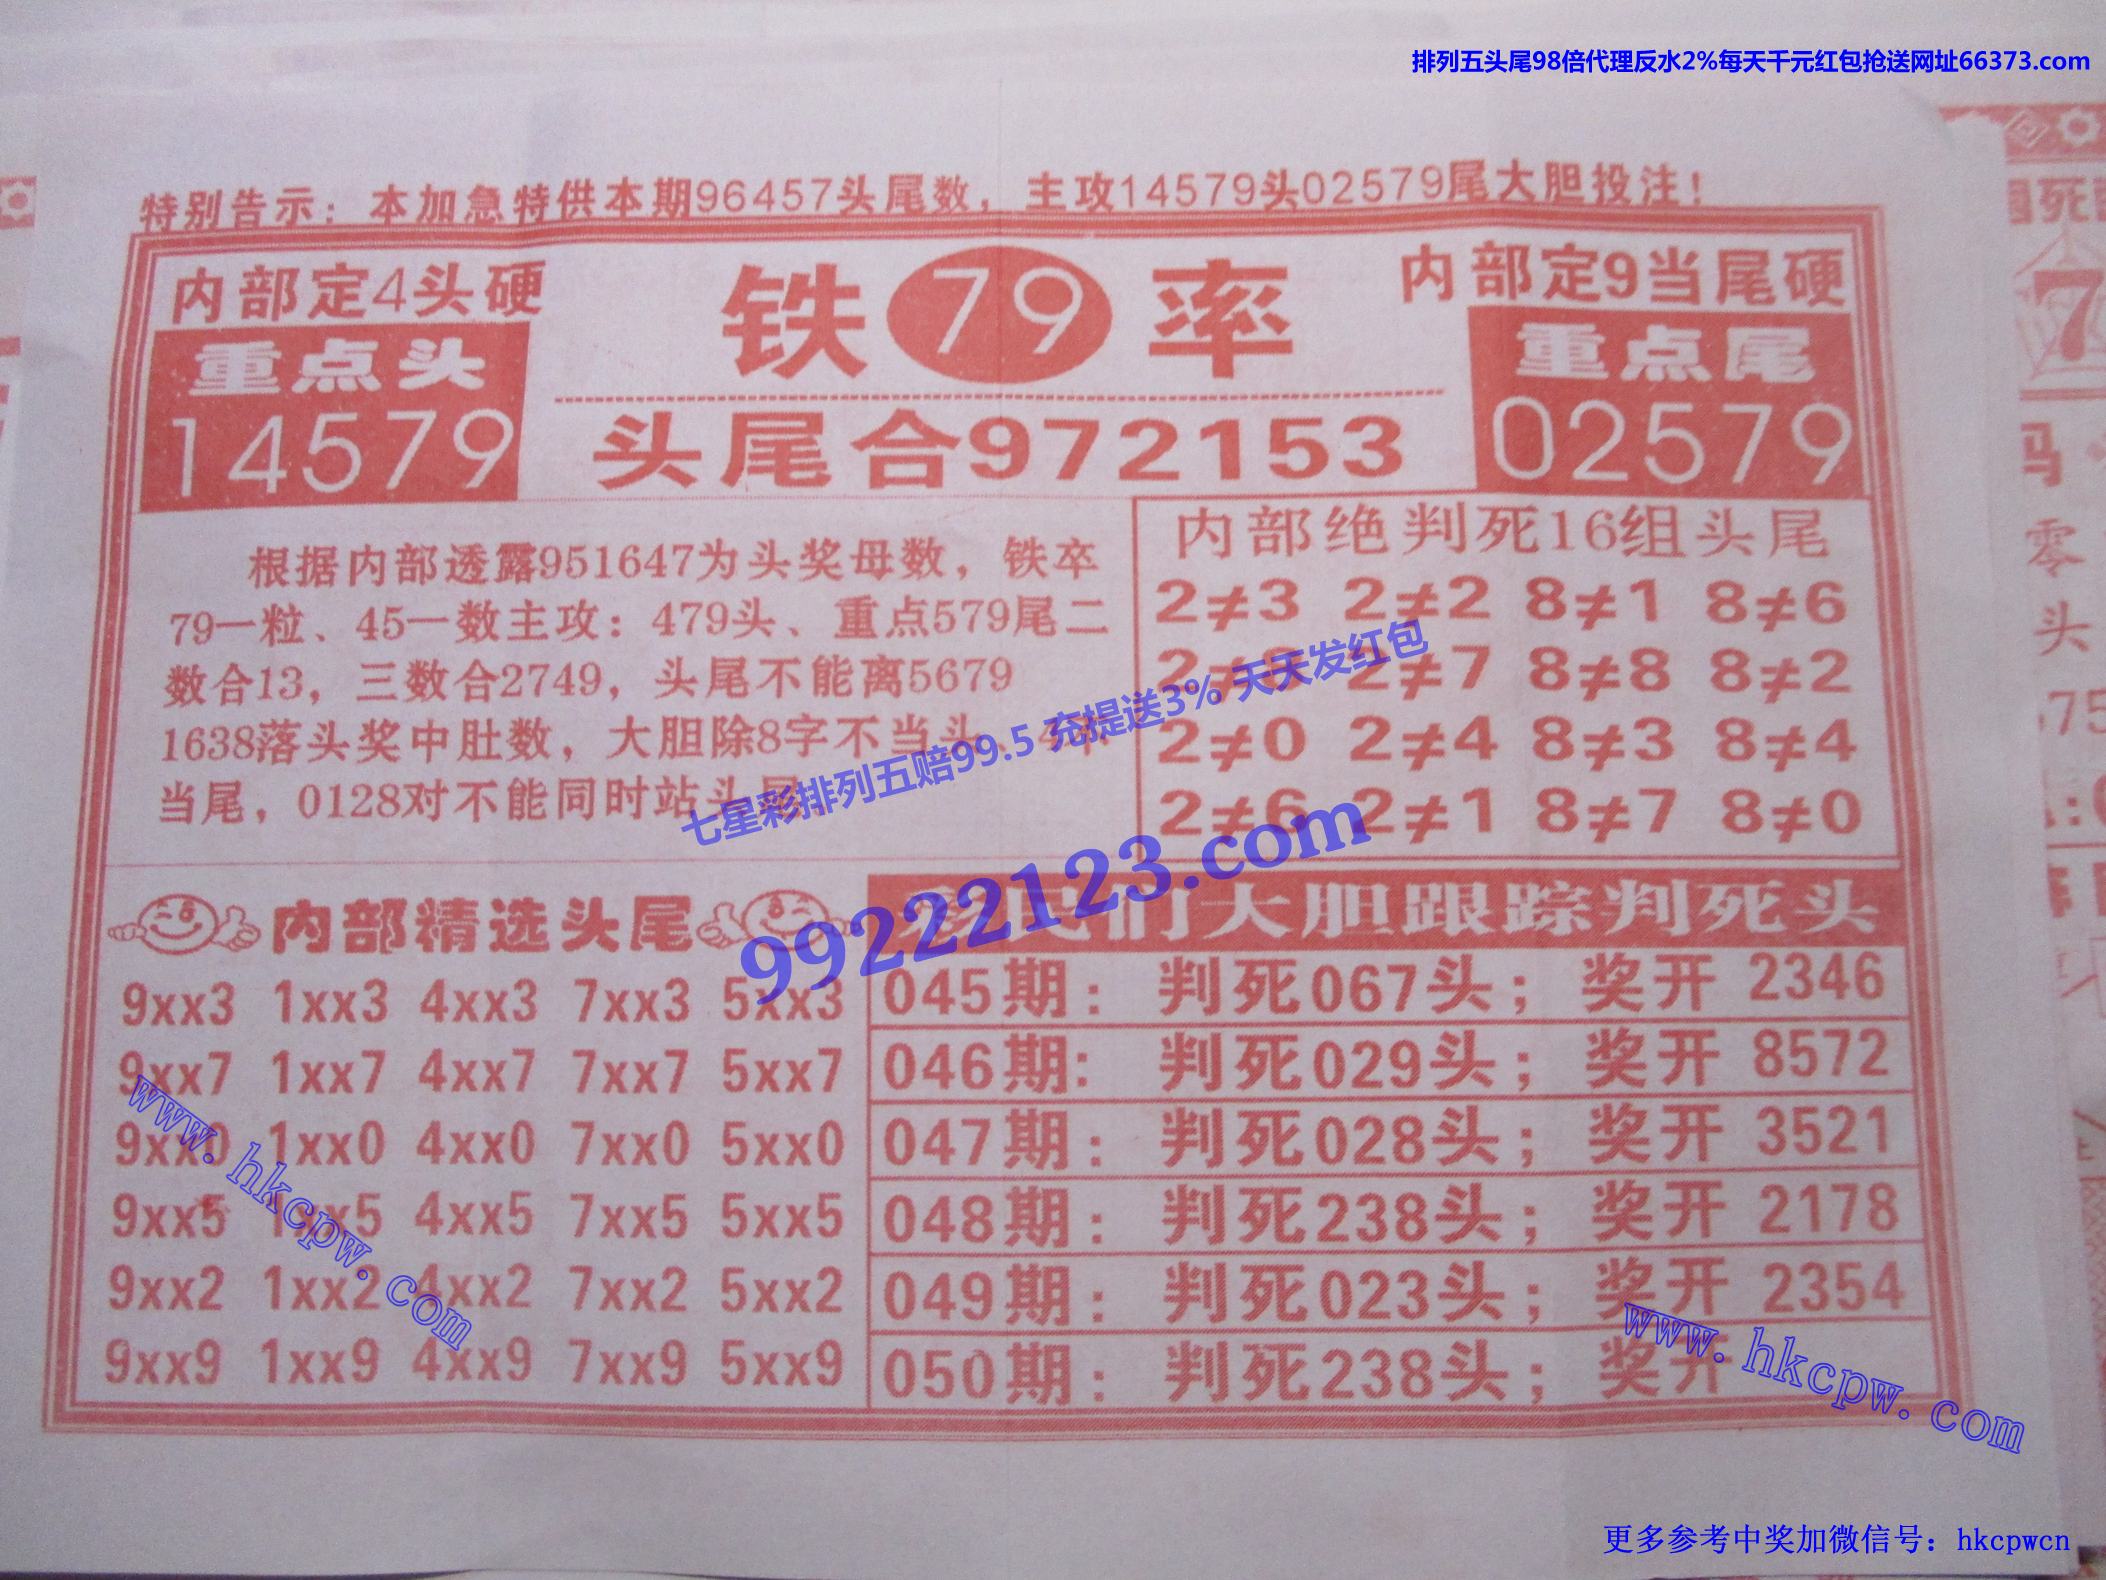 排列五头尾98倍代理反水2%每天千元红包抢送网址66373.com
特别告示：本加急特供本期96457头尾数，主攻14579头02579尾大胆投注！
内部定4头硬
铁79率
内部定9当尾硬
重点头
14579
头尾合972153
重点尾
02579
根据内部透露951647为头奖母数，铁卒
79一粒、45一数主攻：479头、重点579尾二
数合13，三数合2749，头尾不能离5679
1638落头奖中肚数，大胆除8字不当头、
当尾，0128对不能同时站头尾
内部绝判死16组头尾
2≠3 2≠2 8≠1 8≠6
2≠ 2≠7 8≠8 8≠2
2≠0 2≠4 8≠3 8≠4
2≠6 2≠1 8≠7 8≠0
七星彩排列五赔99.5 充提送3% 天天发红包
99222123.com
内部精选头尾
9xx3 1xx3 4xx3 7xx3 5xx3
9xx7 1xx7 4xx7 7xx7 5xx7
9xx0 1xx0 4xx0 7xx0 5xx0
9xx5 1xx5 4xx5 7xx5 5xx5
9xx2 1xx2 4xx2 7xx2 5xx2
9xx9 1xx9 4xx9 7xx9 5xx9
彩民们大胆跟踪判死头
045期：判死067头；奖开 2346
046期：判死029头；奖开 8572
047期：判死028头；奖开 3521
048期：判死238头；奖开 2178
049期：判死023头；奖开 2354
050期：判死238头；奖开
www.hkcpw.com
www.hkcpw.com
更多参考中奖加微信号：hkcpwcn